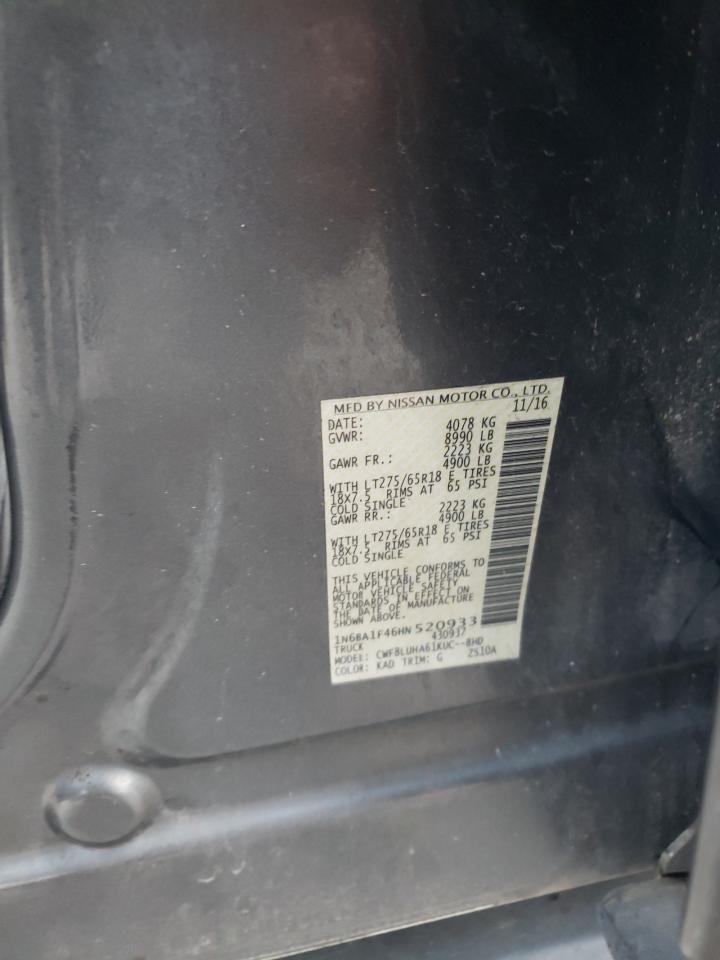 MFD BY NISSAN MOTOR CO., LTD.
DATE: 11/16
GVWR: 4078 KG
8990 LB
GAWR FR.: 2223 KG
4900 LB
WITH LT275/65R18 E TIRES
18X7.5 RIMS AT 65 PSI
COLD SINGLE
GAWR RR.: 2223 KG
4900 LB
WITH LT275/65R18 E TIRES
18X7.5 RIMS AT 65 PSI
COLD SINGLE
THIS VEHICLE CONFORMS TO
ALL APPLICABLE FEDERAL
MOTOR VEHICLE SAFETY
STANDARDS IN EFFECT ON
THE DATE OF MANUFACTURE
SHOWN ABOVE.
1N6BA1F46HN520933
TRUCK 430937
MODEL: CWF8LUHA61KUC--8HD
COLOR: KAD TRIM: G ZS10A